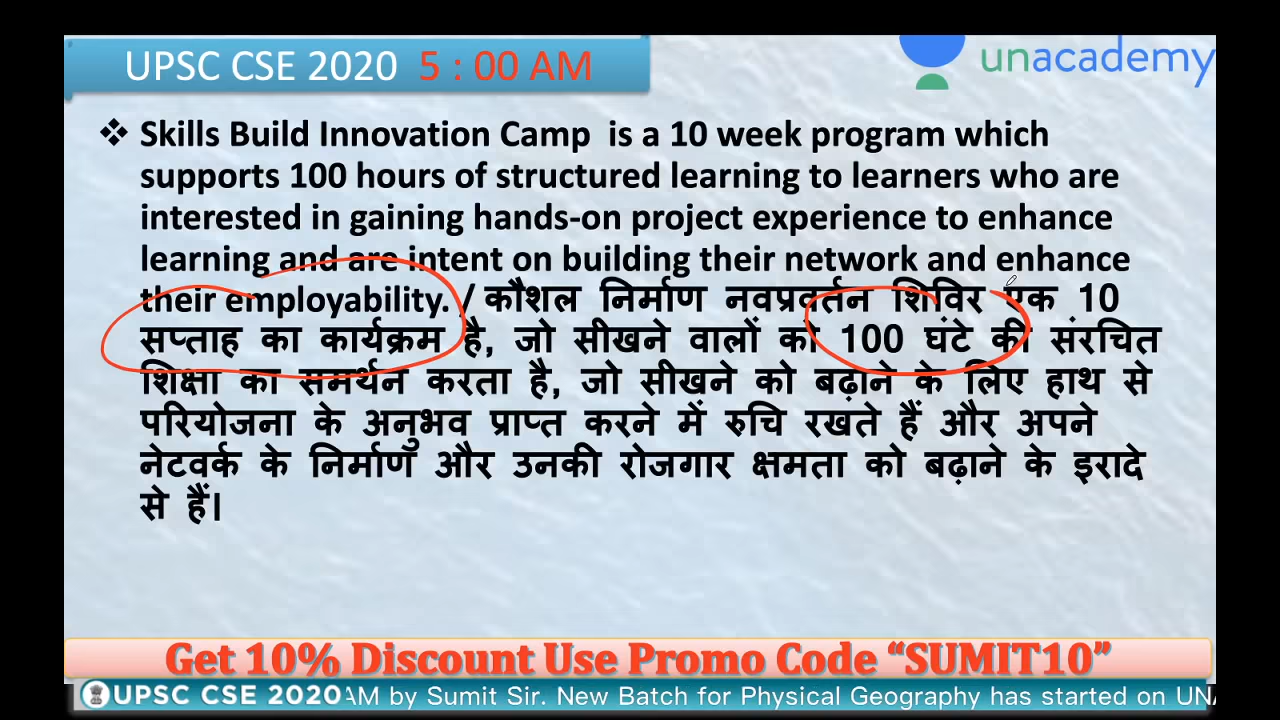 UPSC CSE 2020 5 : 00 AM
unacademy
❖ Skills Build Innovation Camp is a 10 week program which
supports 100 hours of structured learning to learners who are
interested in gaining hands-on project experience to enhance
learning and are intent on building their network and enhance
their employability. / कौशल निर्माण नवप्रवर्तन शिविर एक 10
सप्ताह का कार्यक्रम है, जो सीखने वालों को 100 घंटे की संरचित
शिक्षा का समर्थन करता है, जो सीखने को बढ़ाने के लिए हाथ से
परियोजना के अनुभव प्राप्त करने में रुचि रखते हैं और अपने
नेटवर्क के निर्माण और उनकी रोजगार क्षमता को बढ़ाने के इरादे
से हैं।
Get 10% Discount Use Promo Code “SUMIT10”
UPSC CSE 2020 AM by Sumit Sir. New Batch for Physical Geography has started on